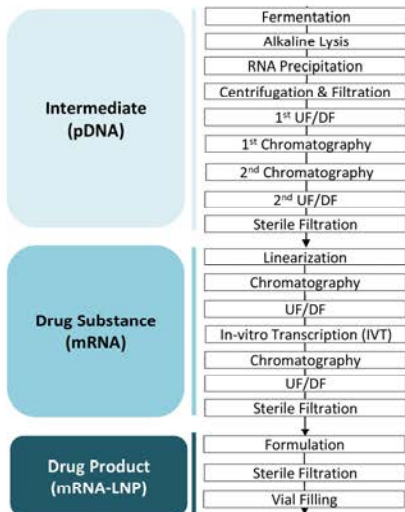 Intermediate
(pDNA)
Fermentation
Alkaline Lysis
RNA Precipitation
Centrifugation & Filtration
1st UF/DF
1st Chromatography
2nd Chromatography
2nd UF/DF
Sterile Filtration
Drug Substance
(mRNA)
Linearization
Chromatography
UF/DF
In-vitro Transcription (IVT)
Chromatography
UF/DF
Sterile Filtration
Drug Product
(mRNA-LNP)
Formulation
Sterile Filtration
Vial Filling